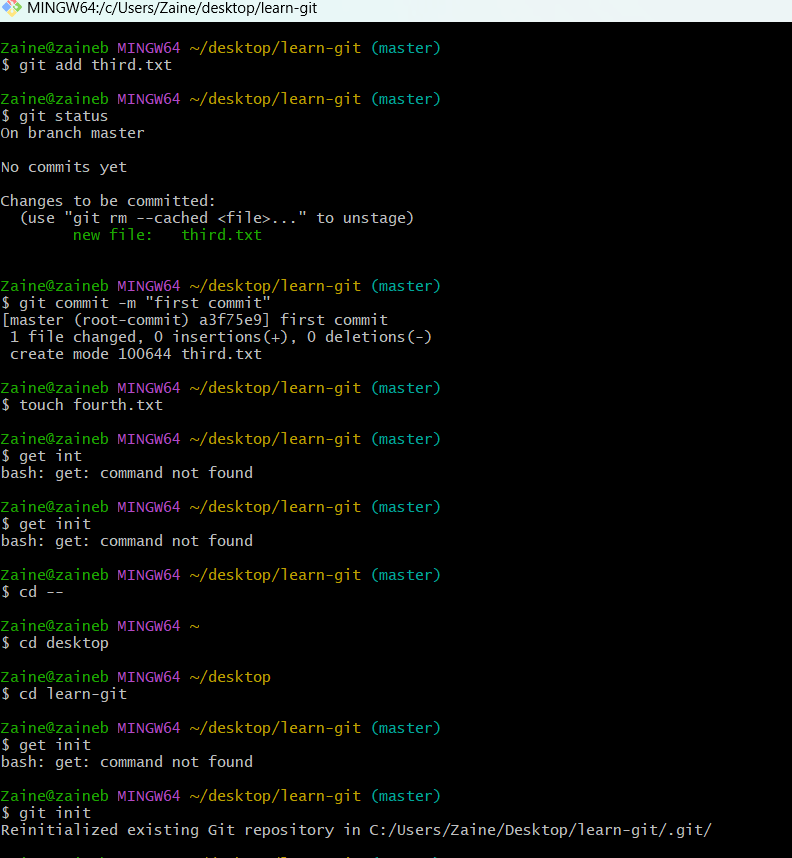 MINGW64:/c/Users/Zaine/desktop/learn-git
Zaine@zaineb MINGW64 ~/desktop/learn-git (master)
$ git add third.txt
Zaine@zaineb MINGW64 ~/desktop/learn-git (master)
$ git status
On branch master
No commits yet
Changes to be committed:
  (use "git rm --cached <file>..." to unstage)
        new file:   third.txt
Zaine@zaineb MINGW64 ~/desktop/learn-git (master)
$ git commit -m "first commit"
[master (root-commit) a3f75e9] first commit
 1 file changed, 0 insertions(+), 0 deletions(-)
 create mode 100644 third.txt
Zaine@zaineb MINGW64 ~/desktop/learn-git (master)
$ touch fourth.txt
Zaine@zaineb MINGW64 ~/desktop/learn-git (master)
$ get int
bash: get: command not found
Zaine@zaineb MINGW64 ~/desktop/learn-git (master)
$ get init
bash: get: command not found
Zaine@zaineb MINGW64 ~/desktop/learn-git (master)
$ cd --
Zaine@zaineb MINGW64 ~
$ cd desktop
Zaine@zaineb MINGW64 ~/desktop
$ cd learn-git
Zaine@zaineb MINGW64 ~/desktop/learn-git (master)
$ get init
bash: get: command not found
Zaine@zaineb MINGW64 ~/desktop/learn-git (master)
$ git init
Reinitialized existing Git repository in C:/Users/Zaine/Desktop/learn-git/.git/